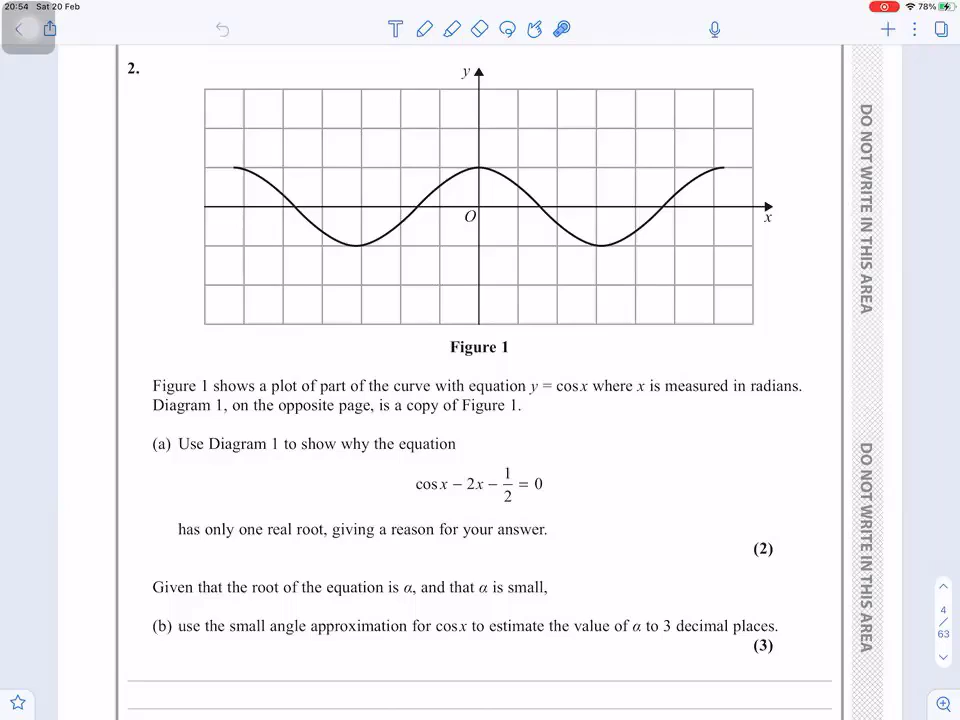 20:54 Sat 20 Feb
78%
2.
y
O
x
Figure 1
Figure 1 shows a plot of part of the curve with equation y = cos x where x is measured in radians.
Diagram 1, on the opposite page, is a copy of Figure 1.
(a) Use Diagram 1 to show why the equation
cos x − 2x − 1/2 = 0
has only one real root, giving a reason for your answer.
(2)
Given that the root of the equation is α, and that α is small,
(b) use the small angle approximation for cos x to estimate the value of α to 3 decimal places.
(3)
DO NOT WRITE IN THIS AREA
DO NOT WRITE IN THIS AREA
4
/
63